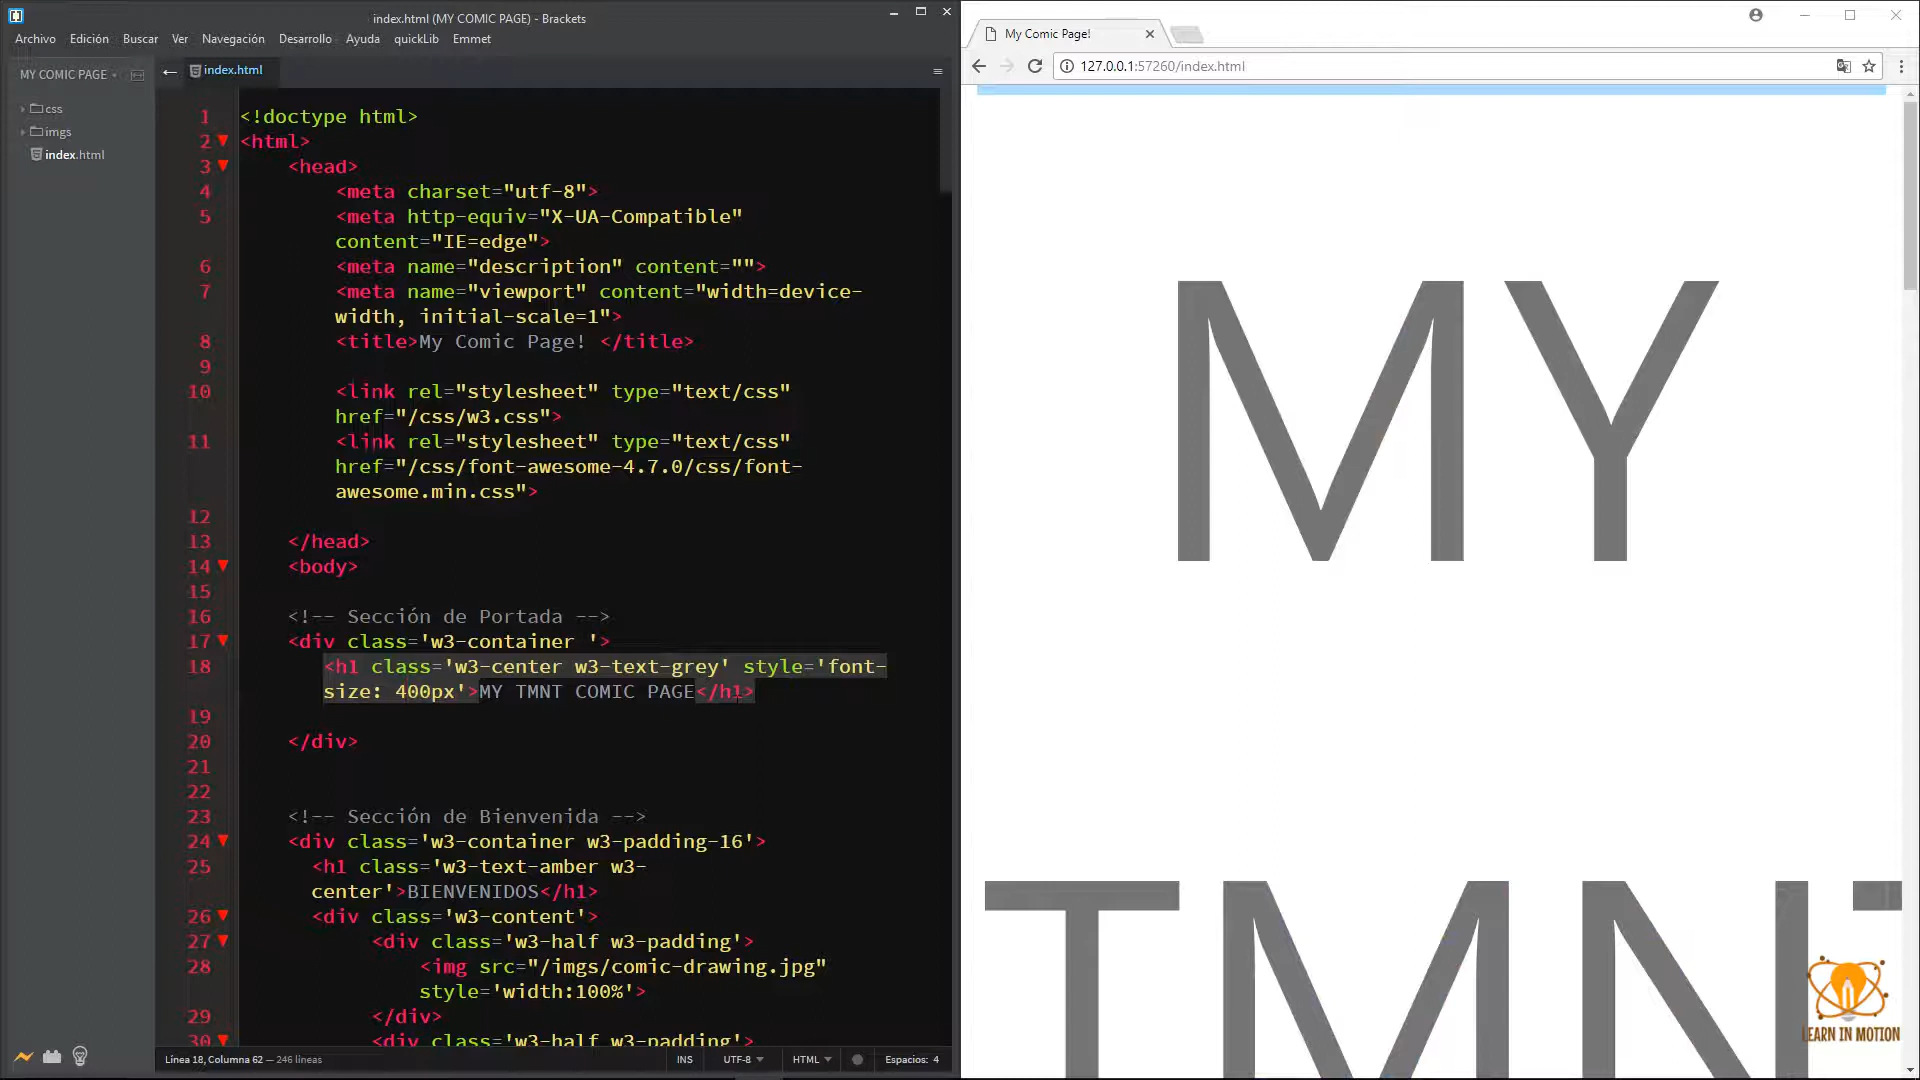 index.html (MY COMIC PAGE) - Brackets
Archivo Edición Buscar Ver Navegación Desarrollo Ayuda quickLib Emmet
MY COMIC PAGE
css
imgs
index.html
index.html
1 <!doctype html>
2 <html>
3 <head>
4 <meta charset="utf-8">
5 <meta http-equiv="X-UA-Compatible"
content="IE=edge">
6 <meta name="description" content="">
7 <meta name="viewport" content="width=device-
width, initial-scale=1">
8 <title>My Comic Page! </title>
9
10 <link rel="stylesheet" type="text/css"
href="/css/w3.css">
11 <link rel="stylesheet" type="text/css"
href="/css/font-awesome-4.7.0/css/font-
awesome.min.css">
12
13 </head>
14 <body>
15
16 <!-- Sección de Portada -->
17 <div class='w3-container '>
18 <h1 class='w3-center w3-text-grey' style='font-
size: 400px'>MY TMNT COMIC PAGE</h1>
19
20 </div>
21
22
23 <!-- Sección de Bienvenida -->
24 <div class='w3-container w3-padding-16'>
25 <h1 class='w3-text-amber w3-
center'>BIENVENIDOS</h1>
26 <div class='w3-content'>
27 <div class='w3-half w3-padding'>
28 <img src="/imgs/comic-drawing.jpg"
style='width:100%'>
29 </div>
30 <div class='w3-half w3-padding'>
Línea 18, Columna 62 — 246 líneas
INS UTF-8 HTML Espacios: 4
My Comic Page!
127.0.0.1:57260/index.html
MY
TMNT
LEARN IN MOTION